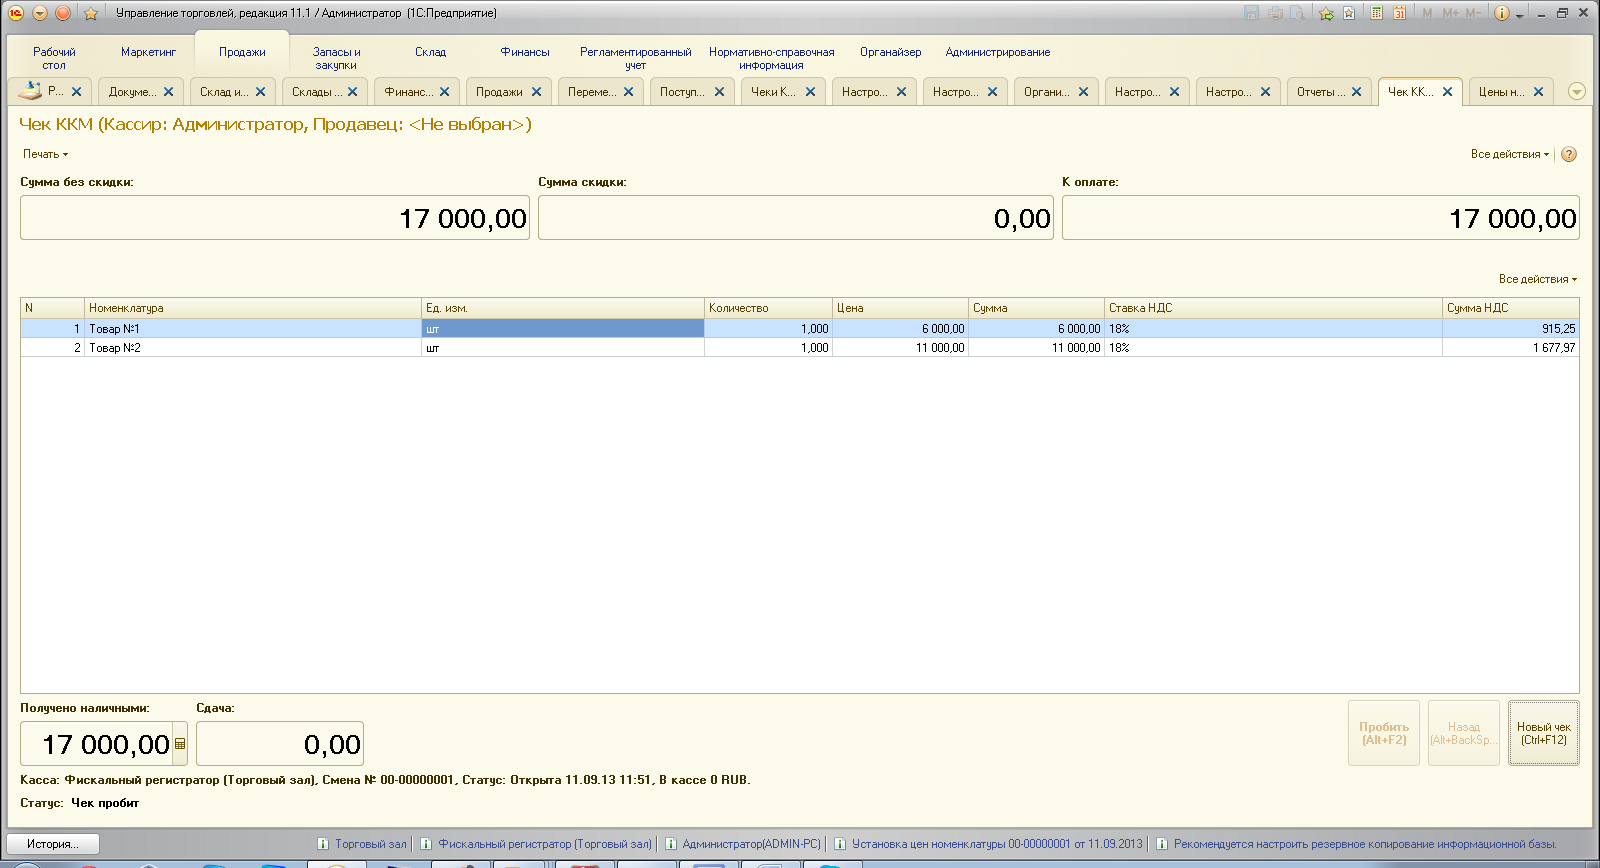 Управление торговлей, редакция 11.1 / Администратор (1С:Предприятие)
M M+ M-
Рабочий стол Маркетинг Продажи Запасы и закупки Склад Финансы Регламентированный учет Нормативно-справочная информация Органайзер Администрирование
Р... Докуме... Склад и... Склады ... Финанс... Продажи Переме... Поступ... Чеки К... Настро... Настро... Органи... Настро... Настро... Отчеты ... Чек КК... Цены н...
Чек ККМ (Кассир: Администратор, Продавец: <Не выбран>)
Печать Все действия
Сумма без скидки: Сумма скидки: К оплате:
17 000,00 0,00 17 000,00
Все действия
N Номенклатура Ед. изм. Количество Цена Сумма Ставка НДС Сумма НДС
1 Товар №1 шт 1,000 6 000,00 6 000,00 18% 915,25
2 Товар №2 шт 1,000 11 000,00 11 000,00 18% 1 677,97
Получено наличными: Сдача:
17 000,00 0,00
Пробить (Alt+F2) Назад (Alt+BackSp... Новый чек (Ctrl+F12)
Касса: Фискальный регистратор (Торговый зал), Смена № 00-00000001, Статус: Открыта 11.09.13 11:51, В кассе 0 RUB.
Статус: Чек пробит
История... Торговый зал Фискальный регистратор (Торговый зал) Администратор(ADMIN-PC) Установка цен номенклатуры 00-00000001 от 11.09.2013 Рекомендуется настроить резервное копирование информационной базы.